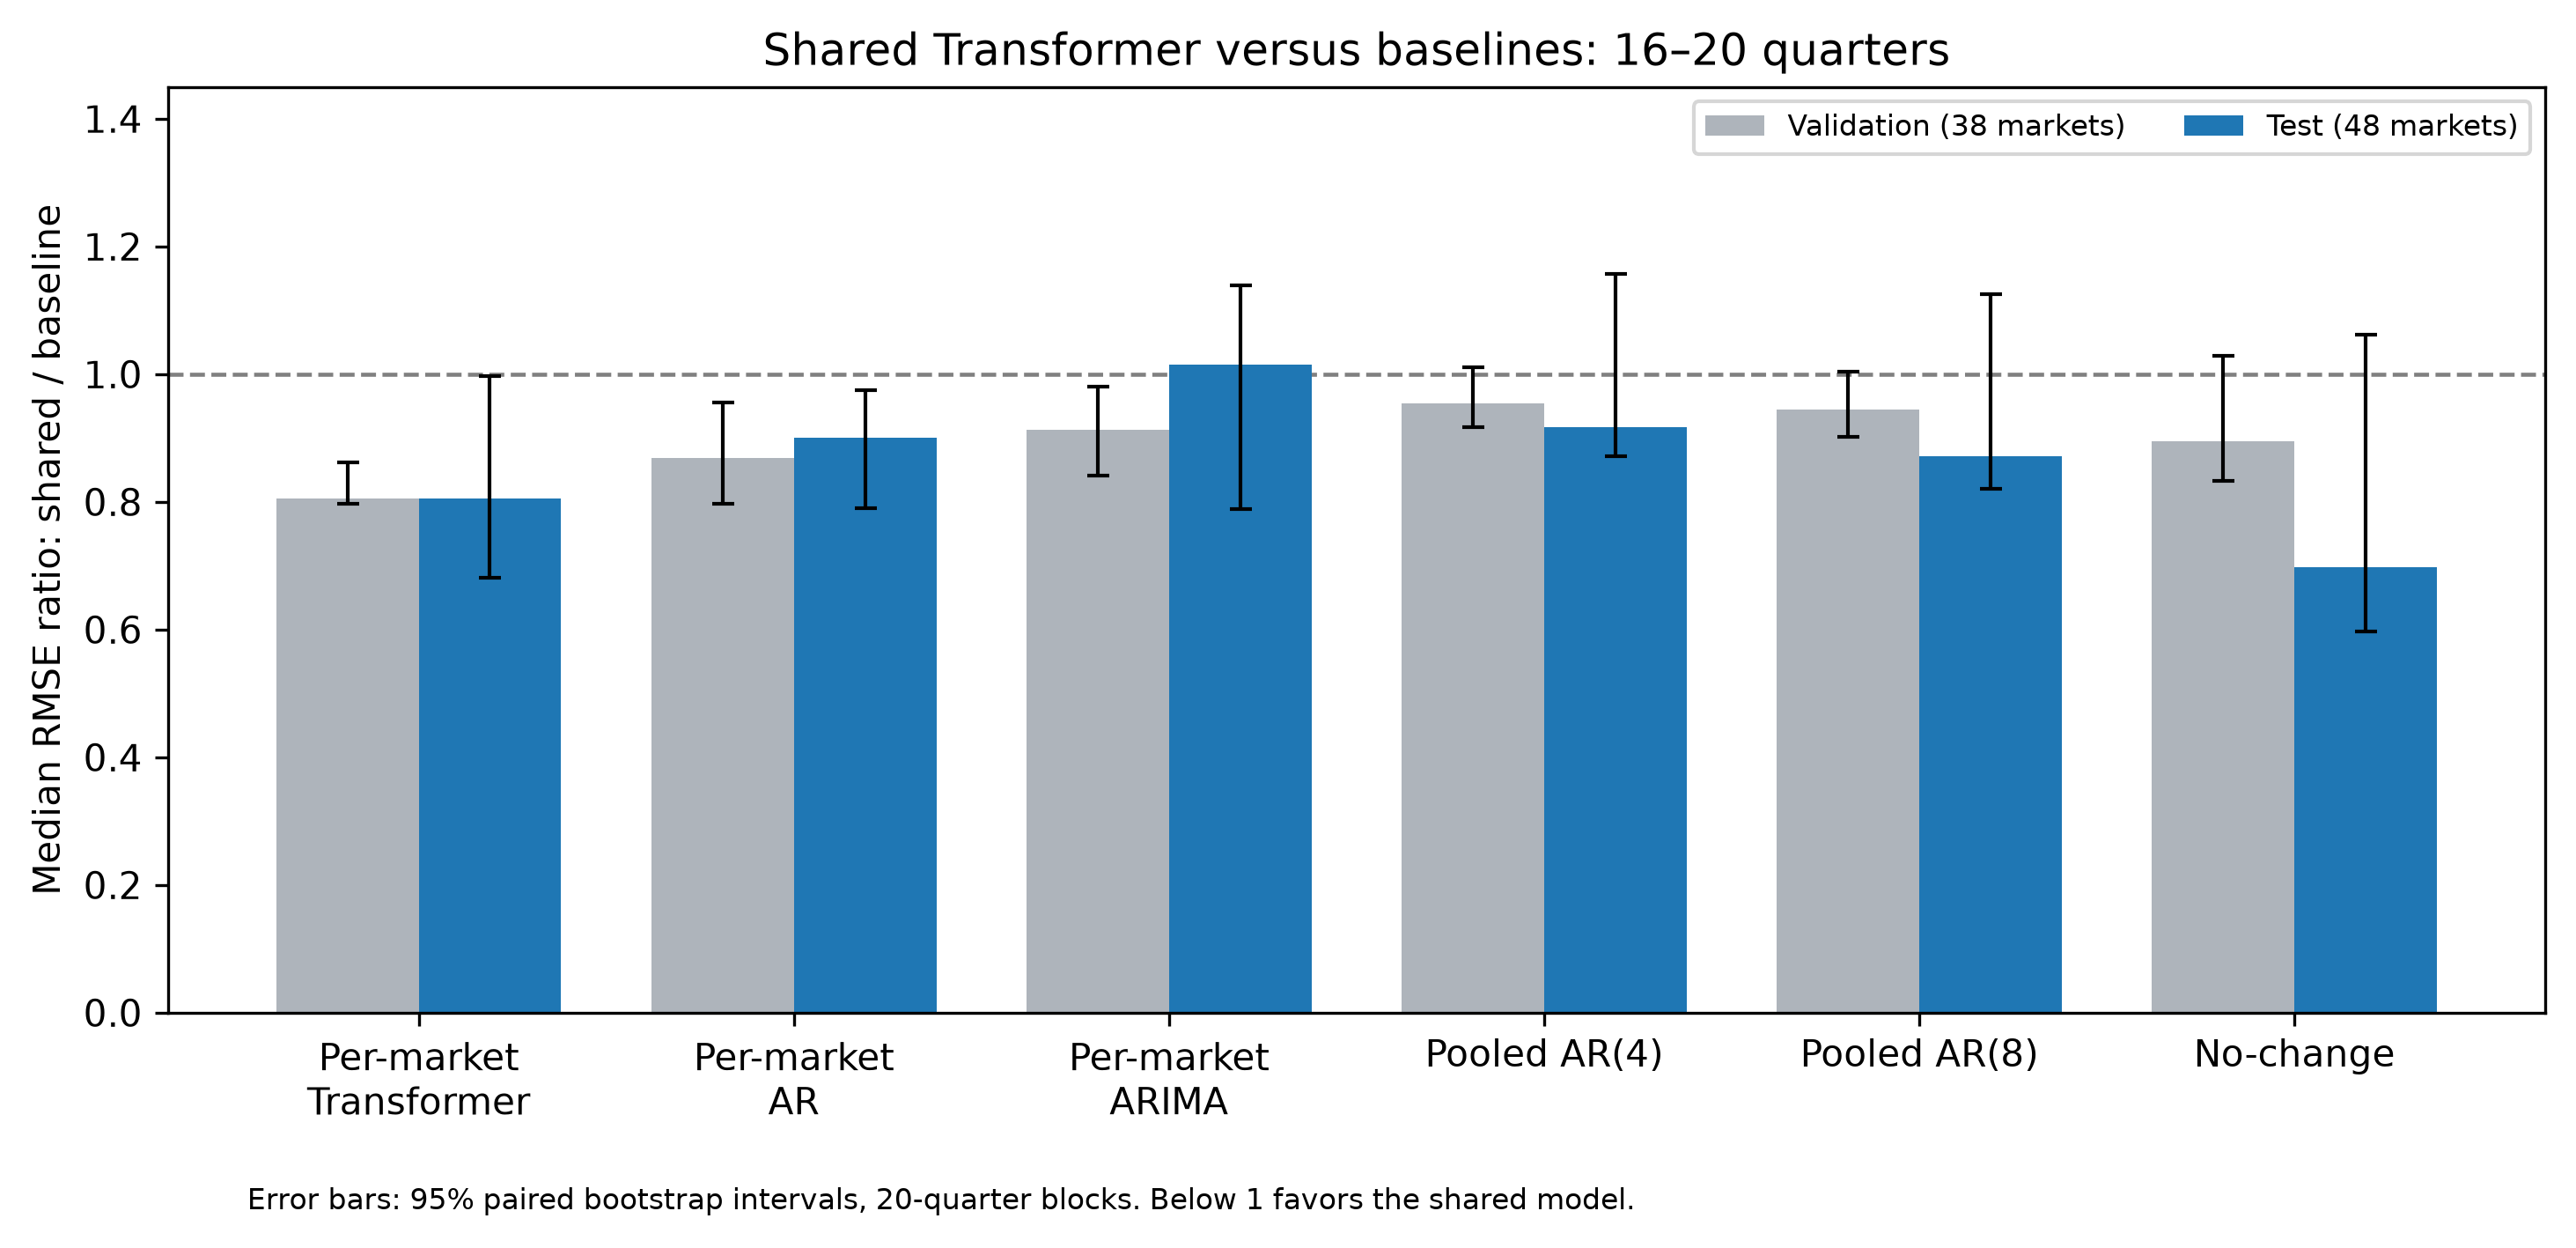 Shared Transformer versus baselines: 16–20 quarters
Median RMSE ratio: shared / baseline
1.4
1.2
1.0
0.8
0.6
0.4
0.2
0.0
Validation (38 markets)
Test (48 markets)
Per-market
Transformer
Per-market
AR
Per-market
ARIMA
Pooled AR(4)
Pooled AR(8)
No-change
Error bars: 95% paired bootstrap intervals, 20-quarter blocks. Below 1 favors the shared model.